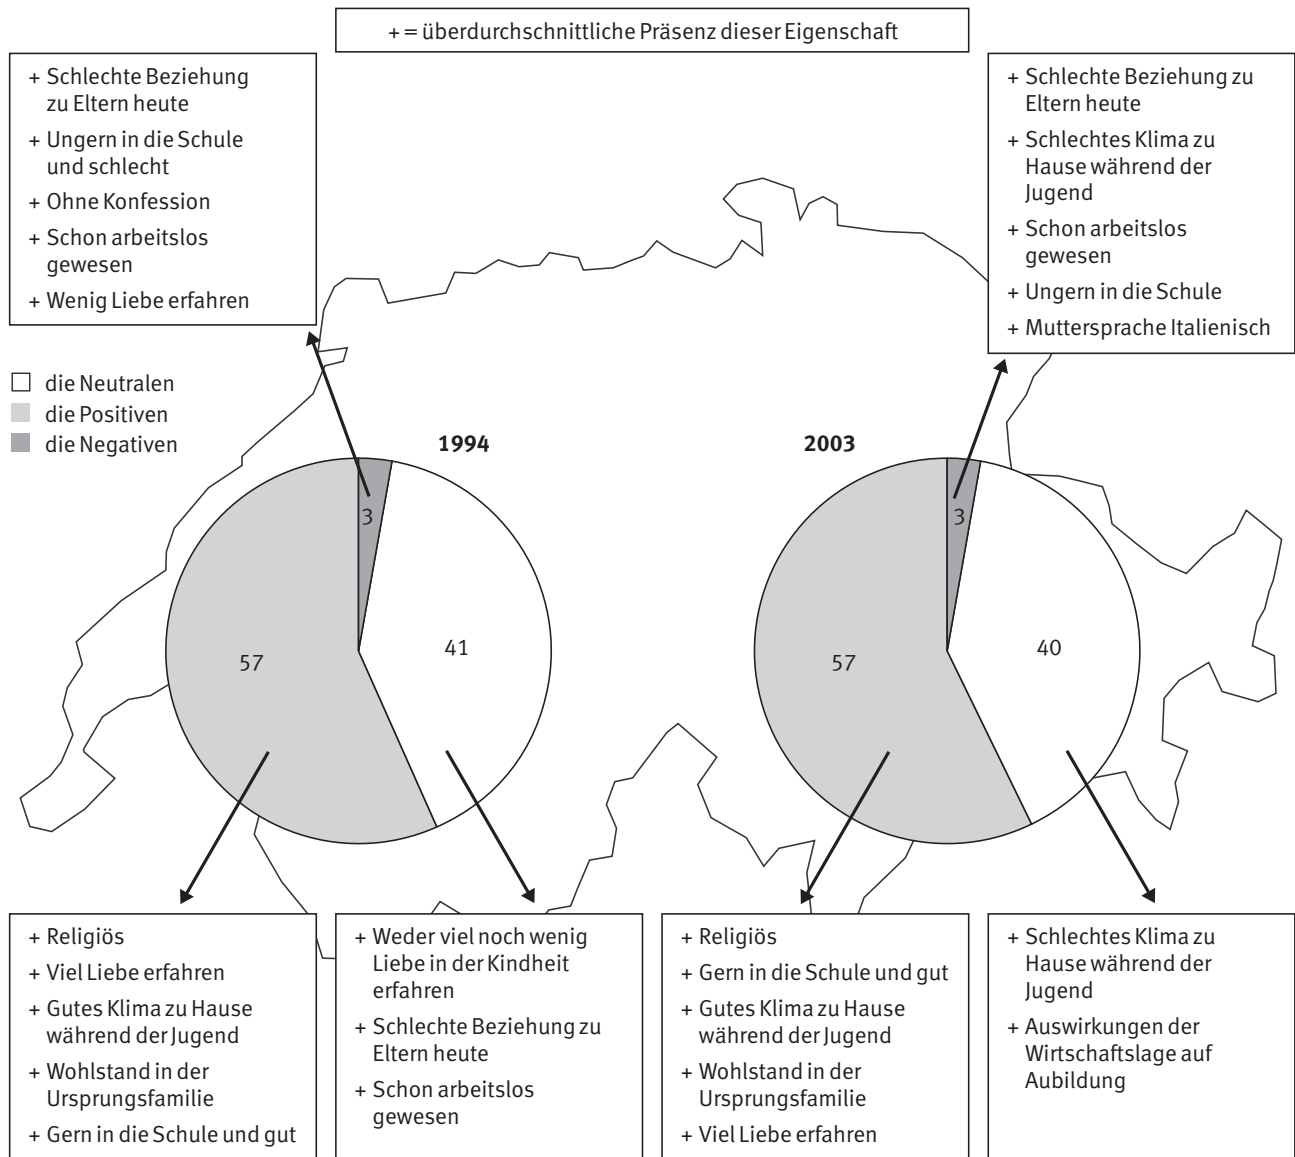 + = überdurchschnittliche Präsenz dieser Eigenschaft
+ Schlechte Beziehung
zu Eltern heute
+ Ungern in die Schule
und schlecht
+ Ohne Konfession
+ Schon arbeitslos
gewesen
+ Wenig Liebe erfahren
+ Schlechte Beziehung zu
Eltern heute
+ Schlechtes Klima zu
Hause während der
Jugend
+ Schon arbeitslos
gewesen
+ Ungern in die Schule
+ Muttersprache Italienisch
die Neutralen
die Positiven
die Negativen
1994
3
57
41
2003
3
57
40
+ Religiös
+ Viel Liebe erfahren
+ Gutes Klima zu Hause
während der Jugend
+ Wohlstand in der
Ursprungsfamilie
+ Gern in die Schule und gut
+ Weder viel noch wenig
Liebe in der Kindheit
erfahren
+ Schlechte Beziehung zu
Eltern heute
+ Schon arbeitslos
gewesen
+ Religiös
+ Gern in die Schule und gut
+ Gutes Klima zu Hause
während der Jugend
+ Wohlstand in der
Ursprungsfamilie
+ Viel Liebe erfahren
+ Schlechtes Klima zu
Hause während der
Jugend
+ Auswirkungen der
Wirtschaftslage auf
Aubildung